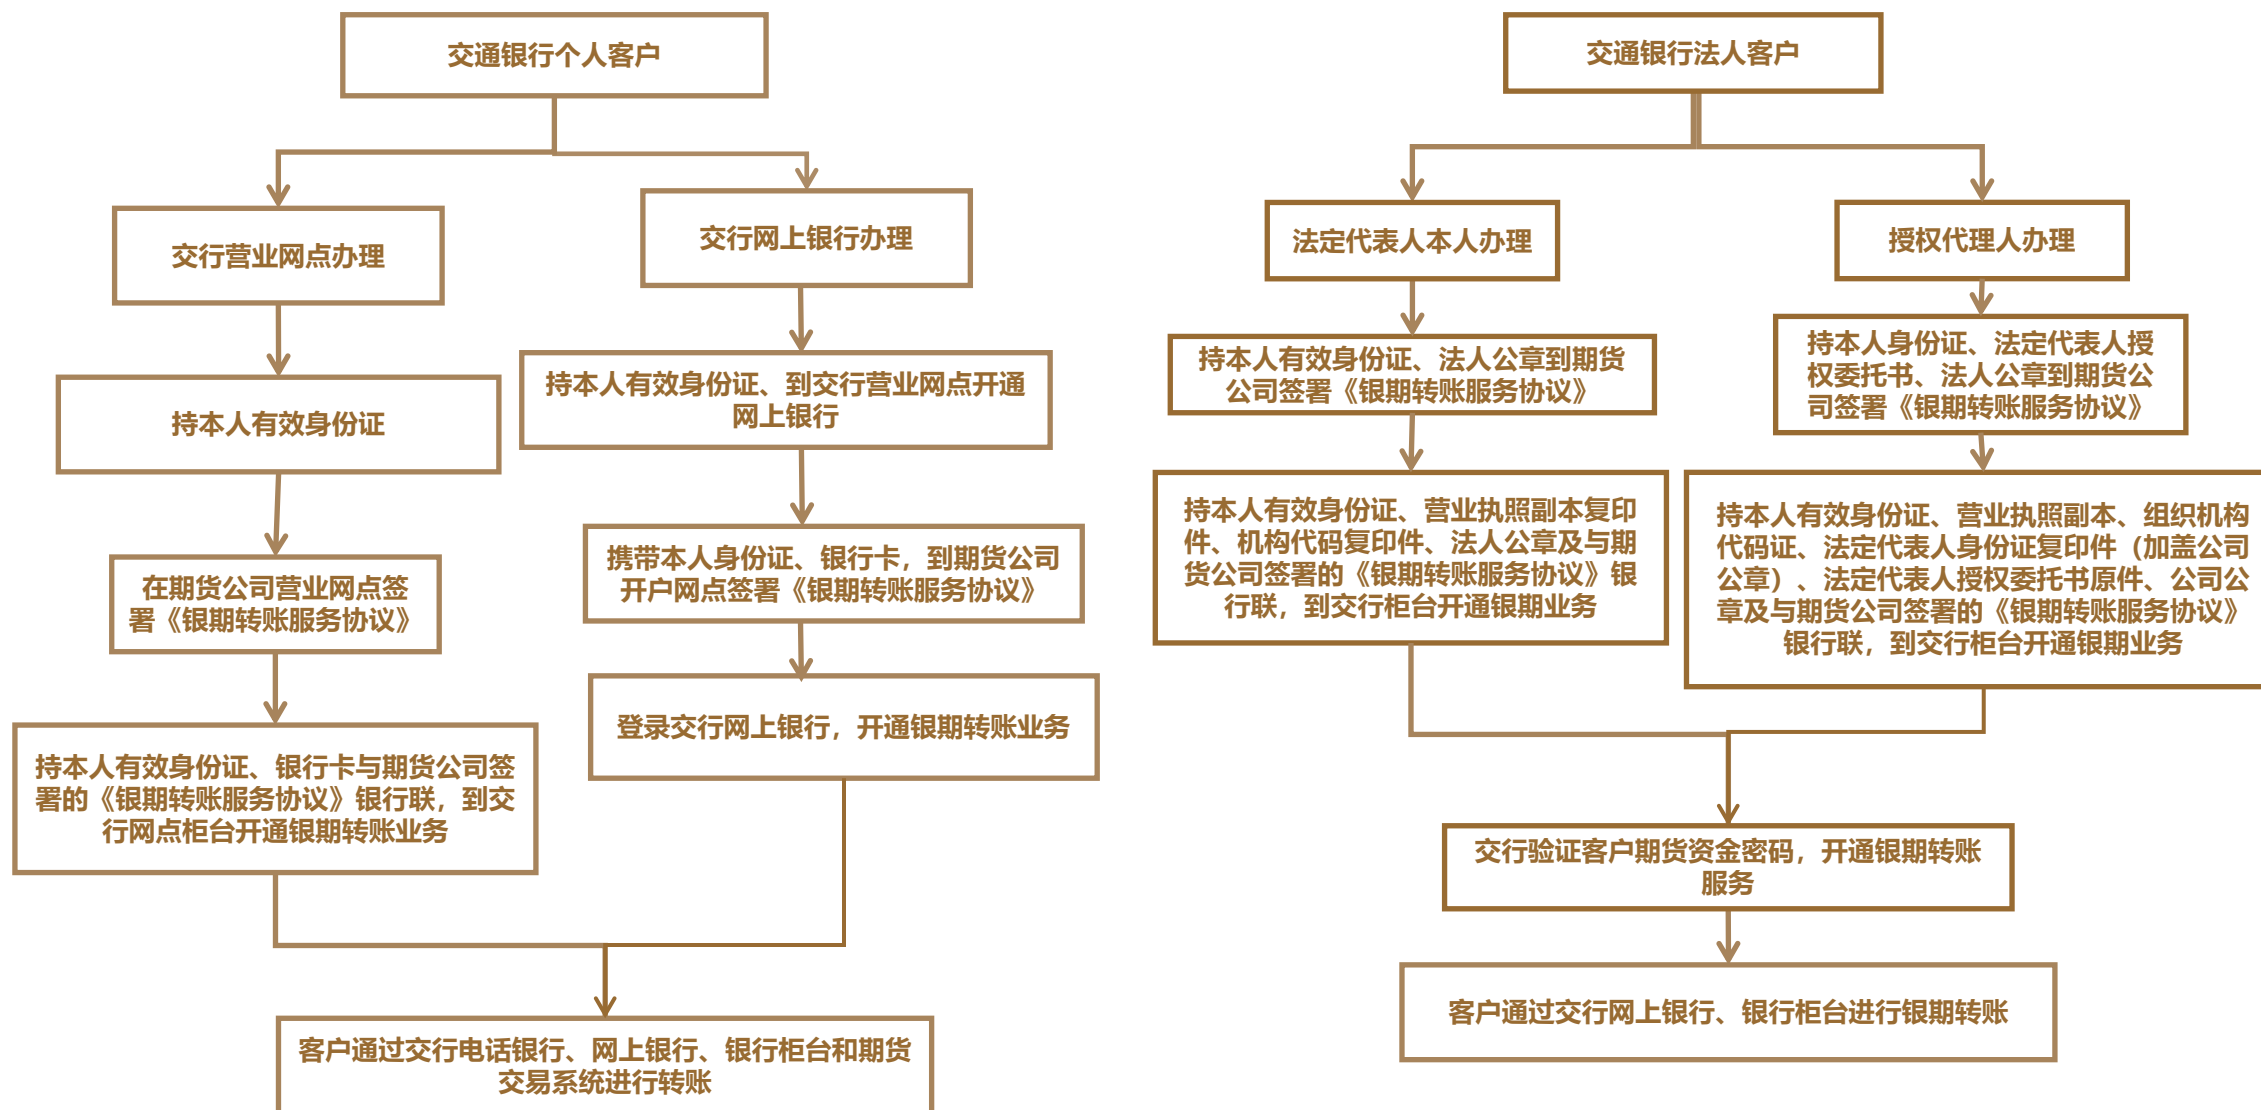 交通银行个人客户
交行营业网点办理
持本人有效身份证
在期货公司营业网点签
署《银期转账服务协议》
持本人有效身份证、银行卡与期货公司签
署的《银期转账服务协议》银行联，到交
行网点柜台开通银期转账业务
交行网上银行办理
持本人有效身份证、到交行营业网点开通
网上银行
携带本人身份证、银行卡，到期货公司
开户网点签署《银期转账服务协议》
登录交行网上银行，开通银期转账业务
客户通过交行电话银行、网上银行、银行柜台和期货
交易系统进行转账
交通银行法人客户
法定代表人本人办理
持本人有效身份证、法人公章到期货
公司签署《银期转账服务协议》
持本人有效身份证、营业执照副本复印
件、机构代码复印件、法人公章及与期
货公司签署的《银期转账服务协议》银
行联，到交行柜台开通银期业务
授权代理人办理
持本人身份证、法定代表人授
权委托书、法人公章到期货公
司签署《银期转账服务协议》
持本人有效身份证、营业执照副本、组织机构
代码证、法定代表人身份证复印件（加盖公司
公章）、法定代表人授权委托书原件、公司公
章及与期货公司签署的《银期转账服务协议》
银行联，到交行柜台开通银期业务
交行验证客户期货资金密码，开通银期转账
服务
客户通过交行网上银行、银行柜台进行银期转账